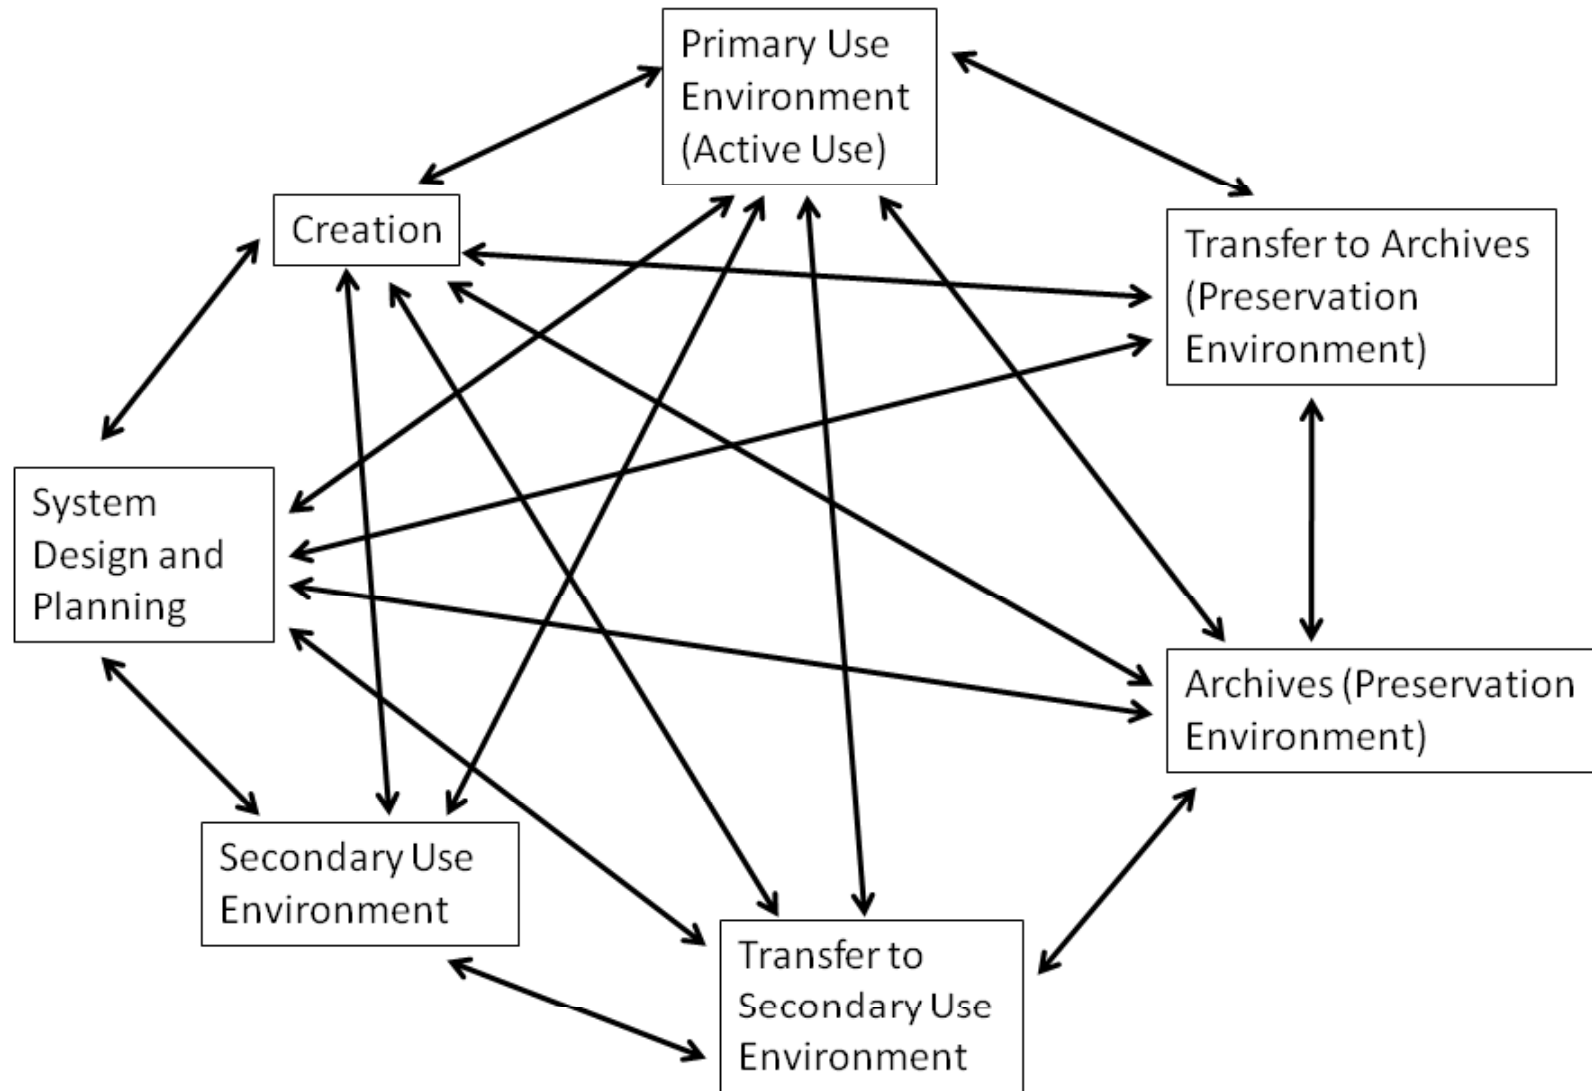 Primary Use
Environment
(Active Use)
Creation
Transfer to Archives
(Preservation
Environment)
System
Design and
Planning
Archives (Preservation
Environment)
Secondary Use
Environment
Transfer to
Secondary Use
Environment